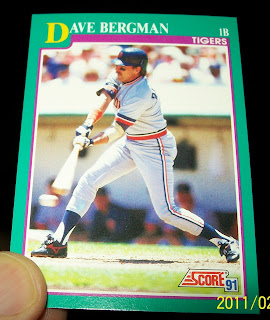 DAVE BERGMAN
1B
TIGERS
SCORE 91
2011/02